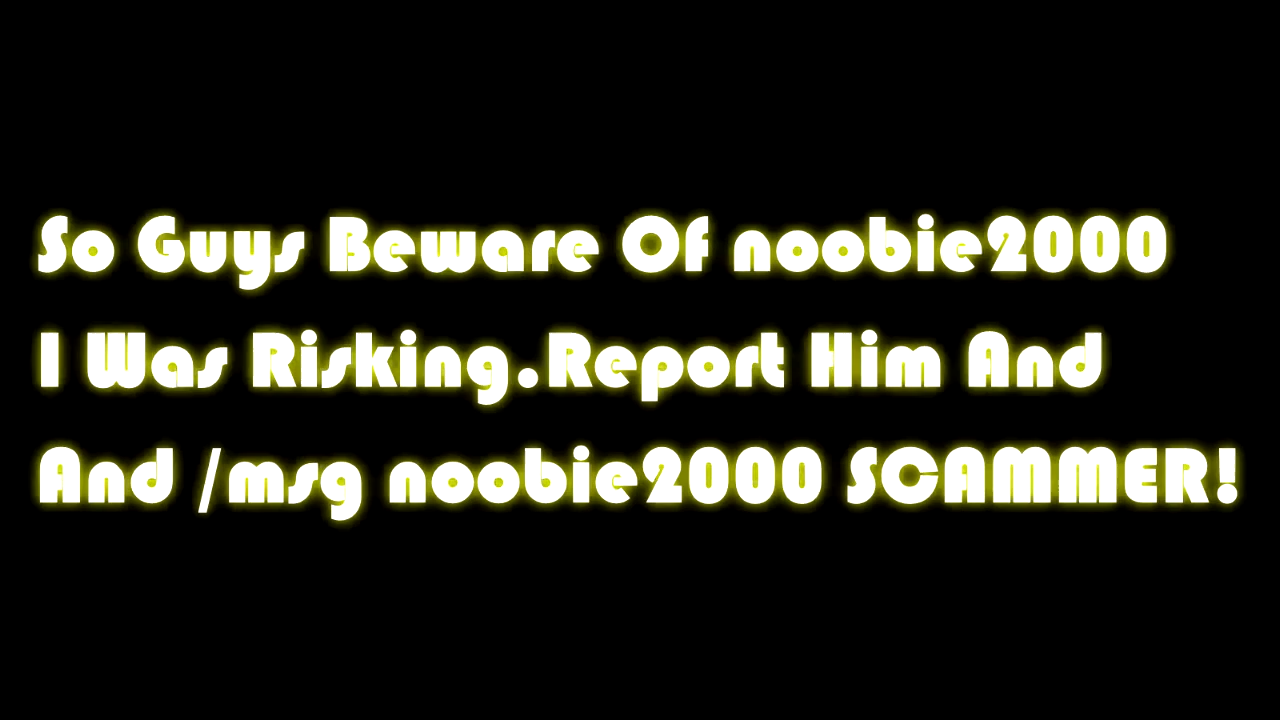 So Guys Beware Of noobie2000
I Was Risking.Report Him And
And /msg noobie2000 SCAMMER!